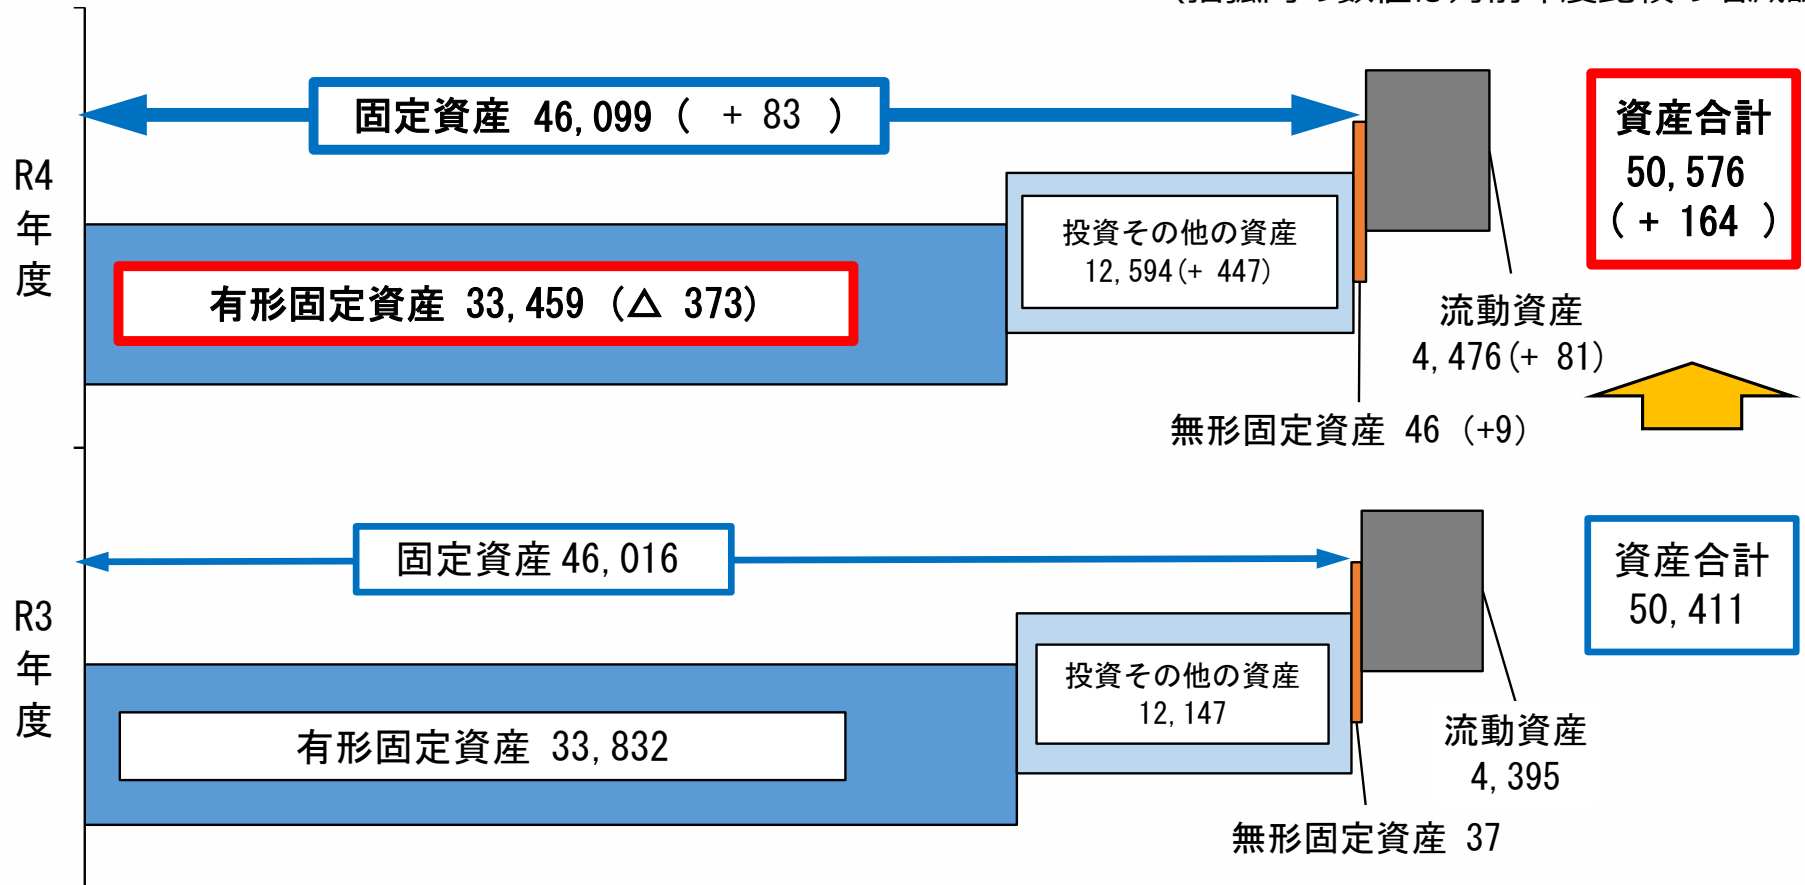 R4
年
度
固定資産 46,099 ( + 83 )
有形固定資産 33,459 (△ 373)
投資その他の資産
12,594(+ 447)
流動資産
4,476(+ 81)
無形固定資産 46 (+9)
資産合計
50,576
( + 164 )
R3
年
度
固定資産 46,016
有形固定資産 33,832
投資その他の資産
12,147
流動資産
4,395
無形固定資産 37
資産合計
50,411